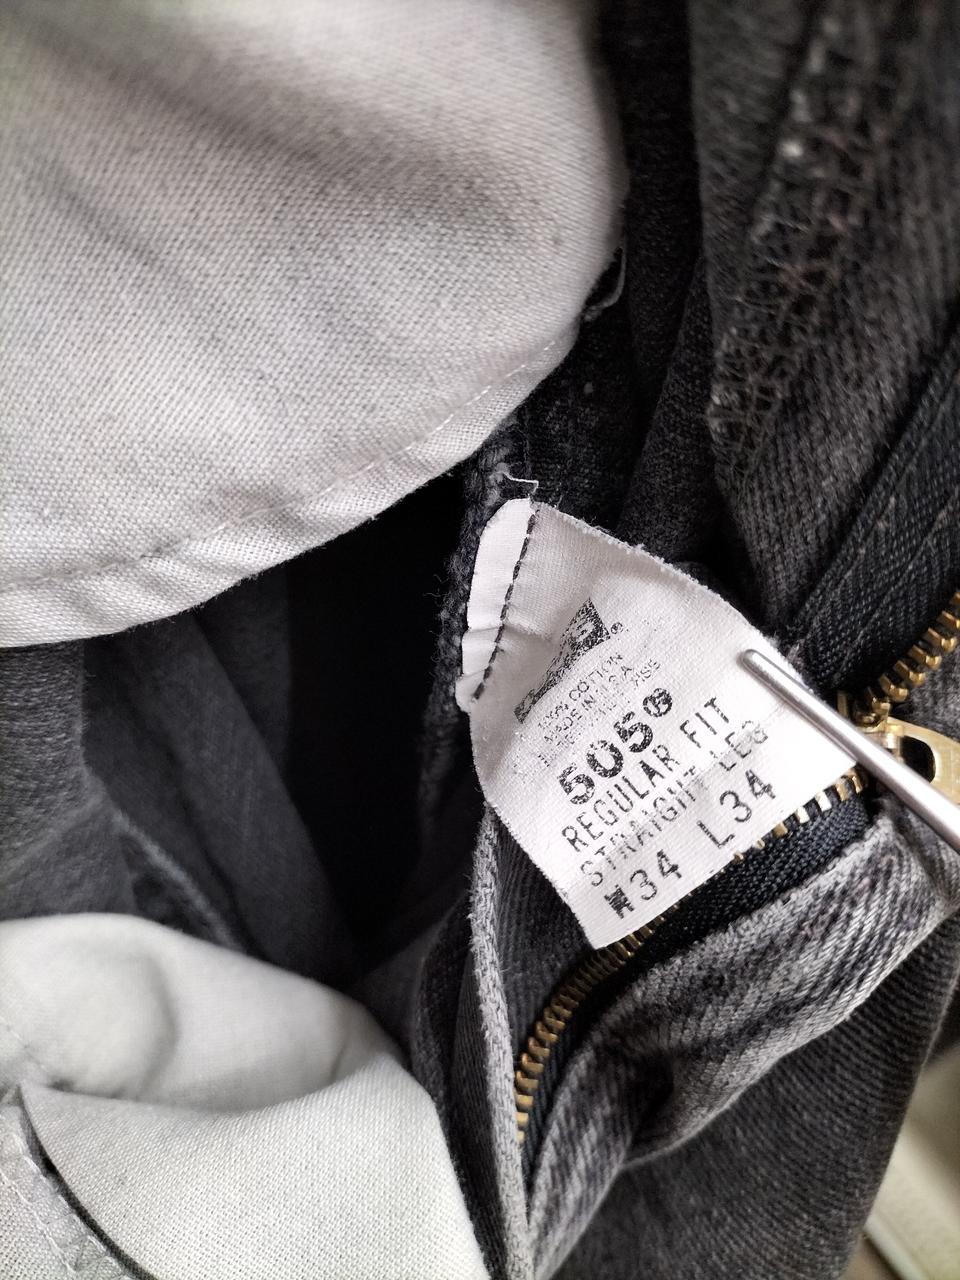 100% COTTON
MADE IN U.S.A.
505®
REGULAR FIT
STRAIGHT LEG
W34 L34